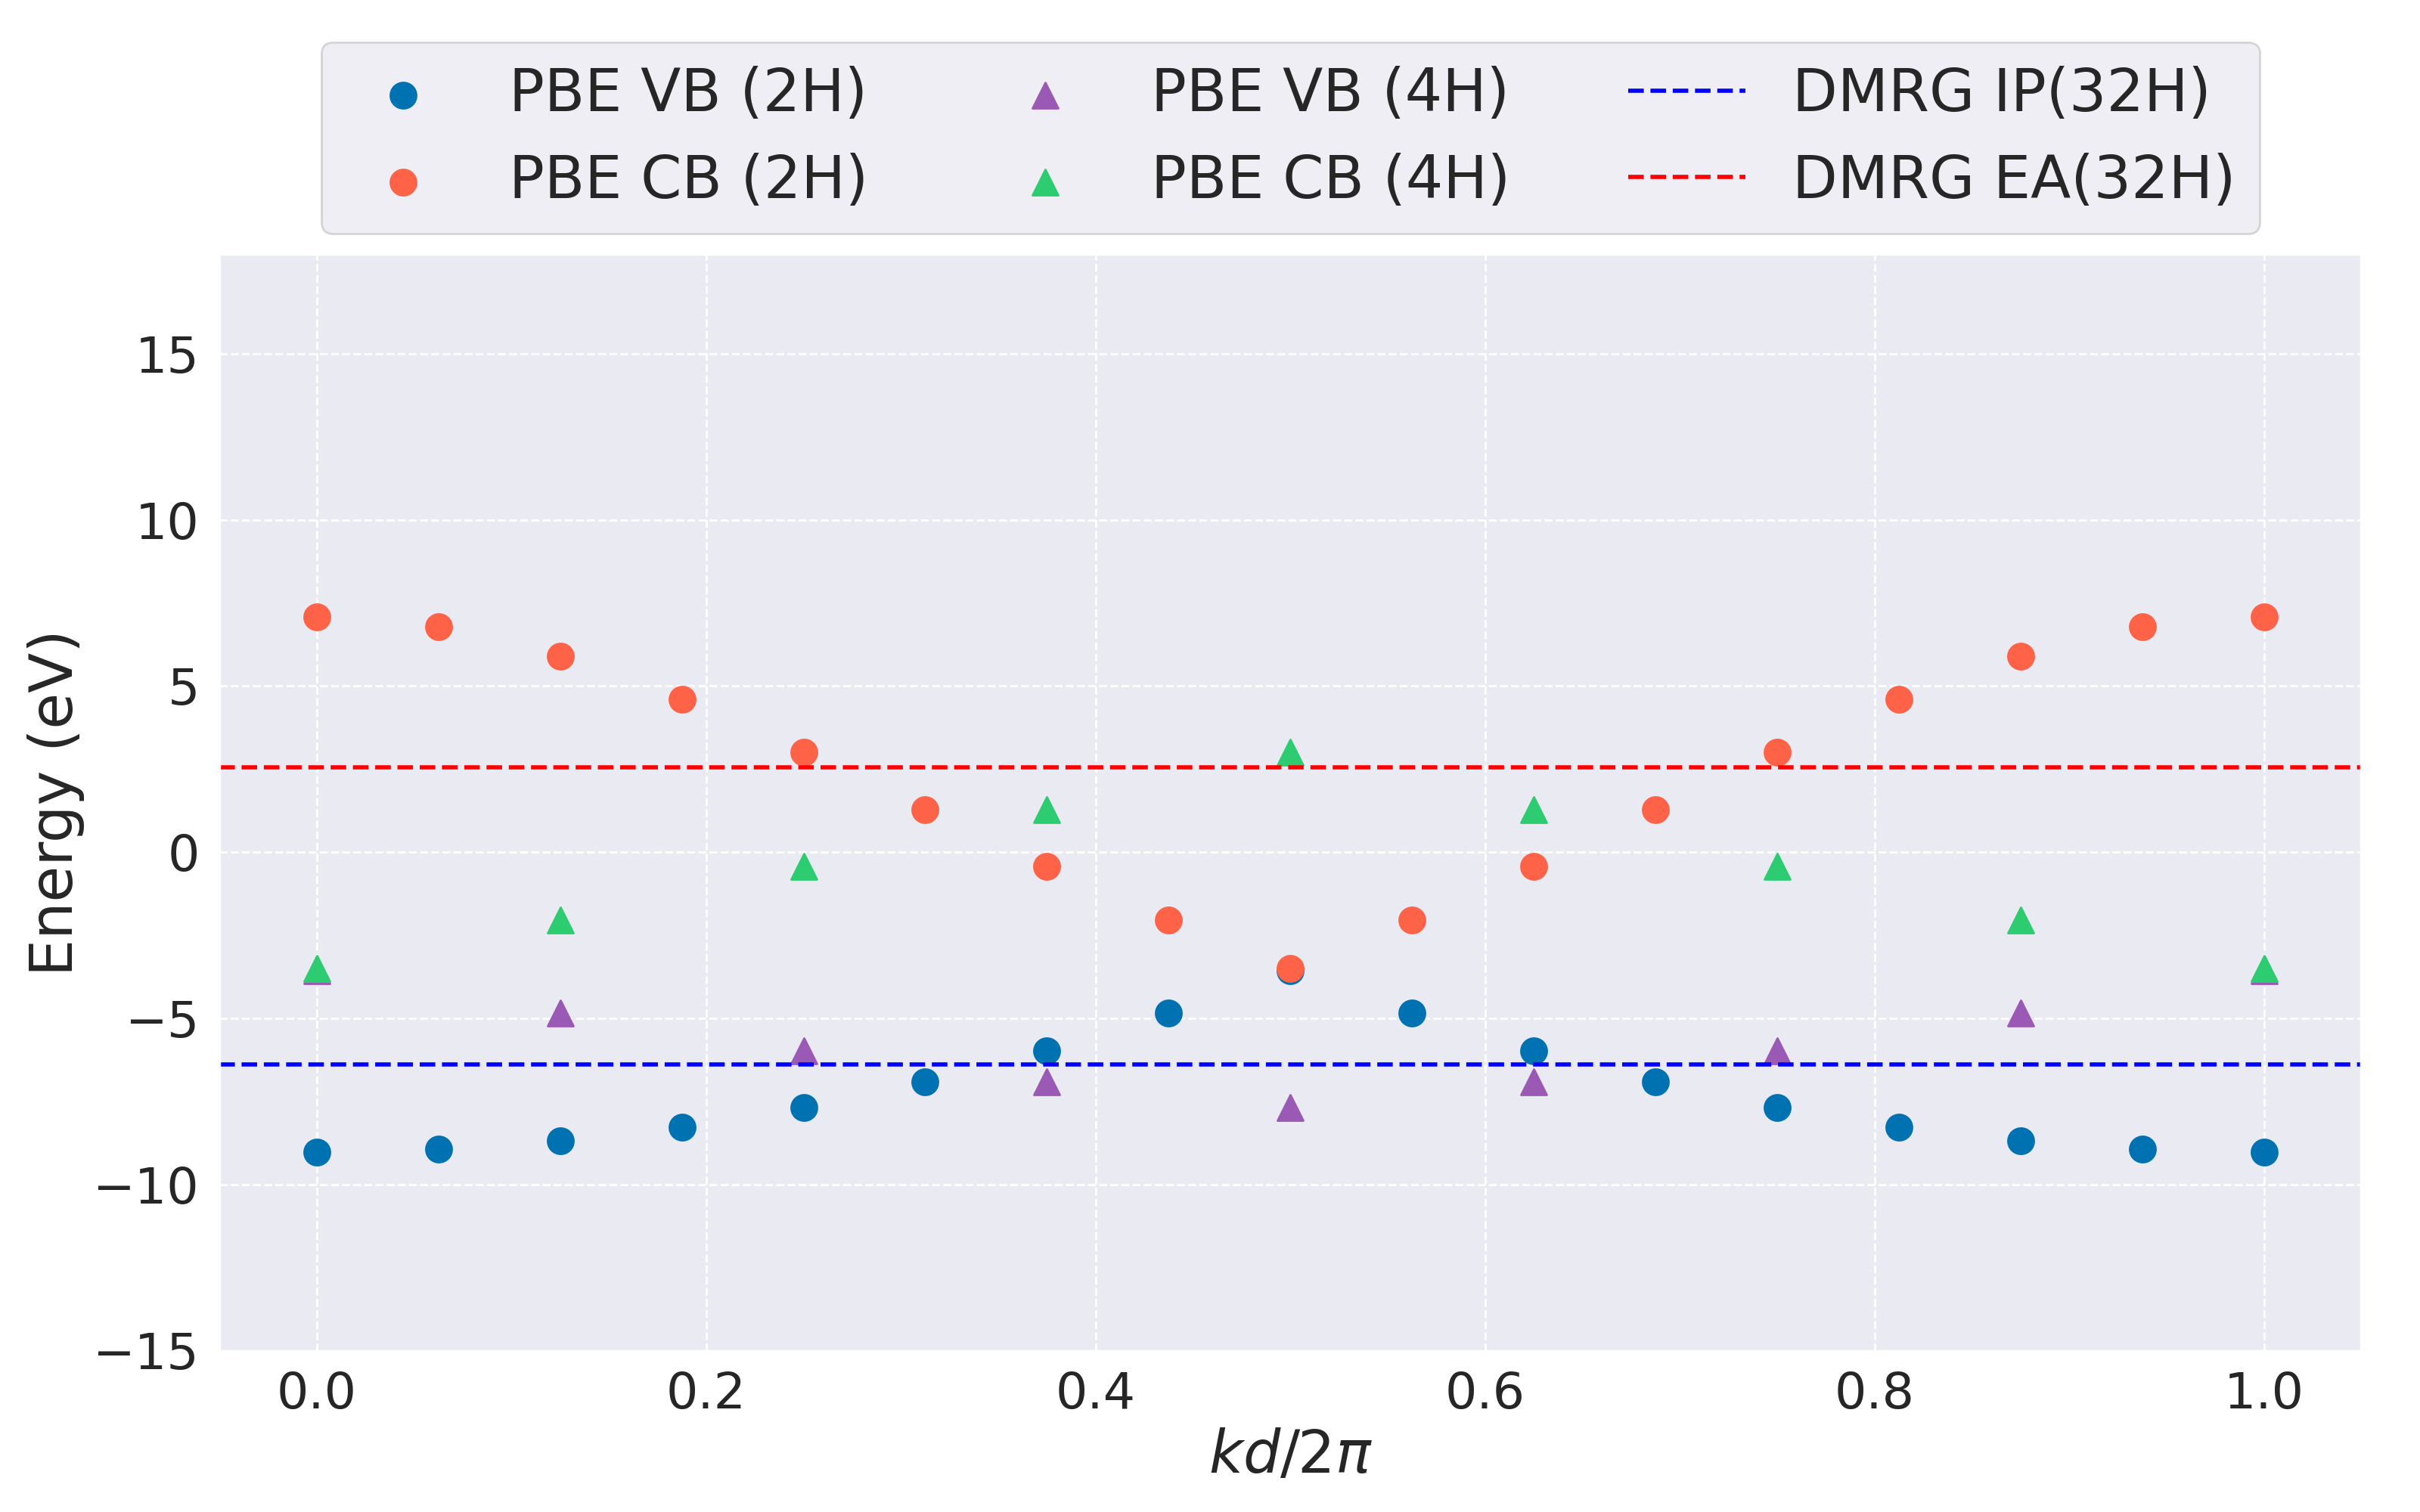 PBE VB (2H) PBE VB (4H) DMRG IP(32H)
PBE CB (2H) PBE CB (4H) DMRG EA(32H)
15
10
5
0
−5
−10
−15
Energy (eV)
0.0 0.2 0.4 0.6 0.8 1.0
kd/2π